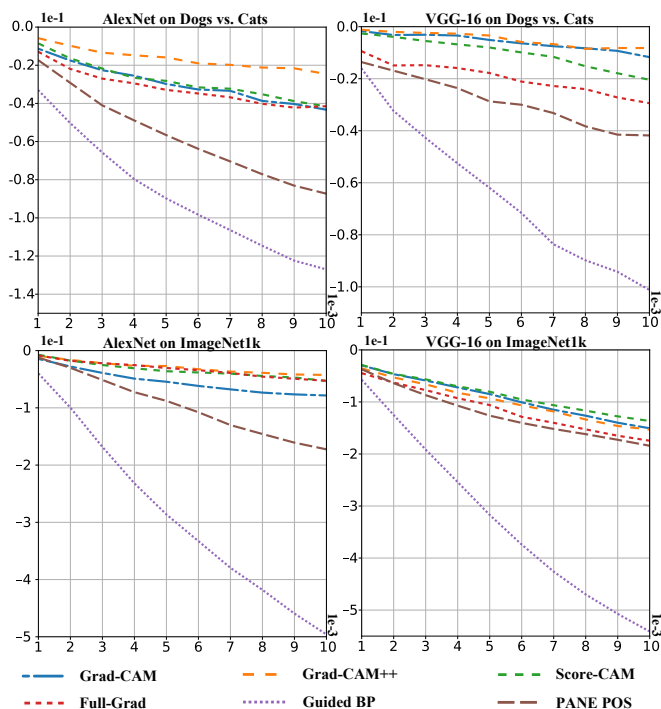 AlexNet on Dogs vs. Cats
VGG-16 on Dogs vs. Cats
1e-1
1e-1
0.0
0.0
−0.2
−0.2
−0.4
−0.4
−0.6
−0.6
−0.8
−0.8
−1.0
−1.0
−1.2
−1.4
1 2 3 4 5 6 7 8 9 10
1e-3
1 2 3 4 5 6 7 8 9 10
1e-3
AlexNet on ImageNet1k
VGG-16 on ImageNet1k
1e-1
1e-1
0
0
−1
−1
−2
−2
−3
−3
−4
−4
−5
−5
1 2 3 4 5 6 7 8 9 10
1e-3
1 2 3 4 5 6 7 8 9 10
1e-3
Grad-CAM Grad-CAM++ Score-CAM
Full-Grad Guided BP PANE POS